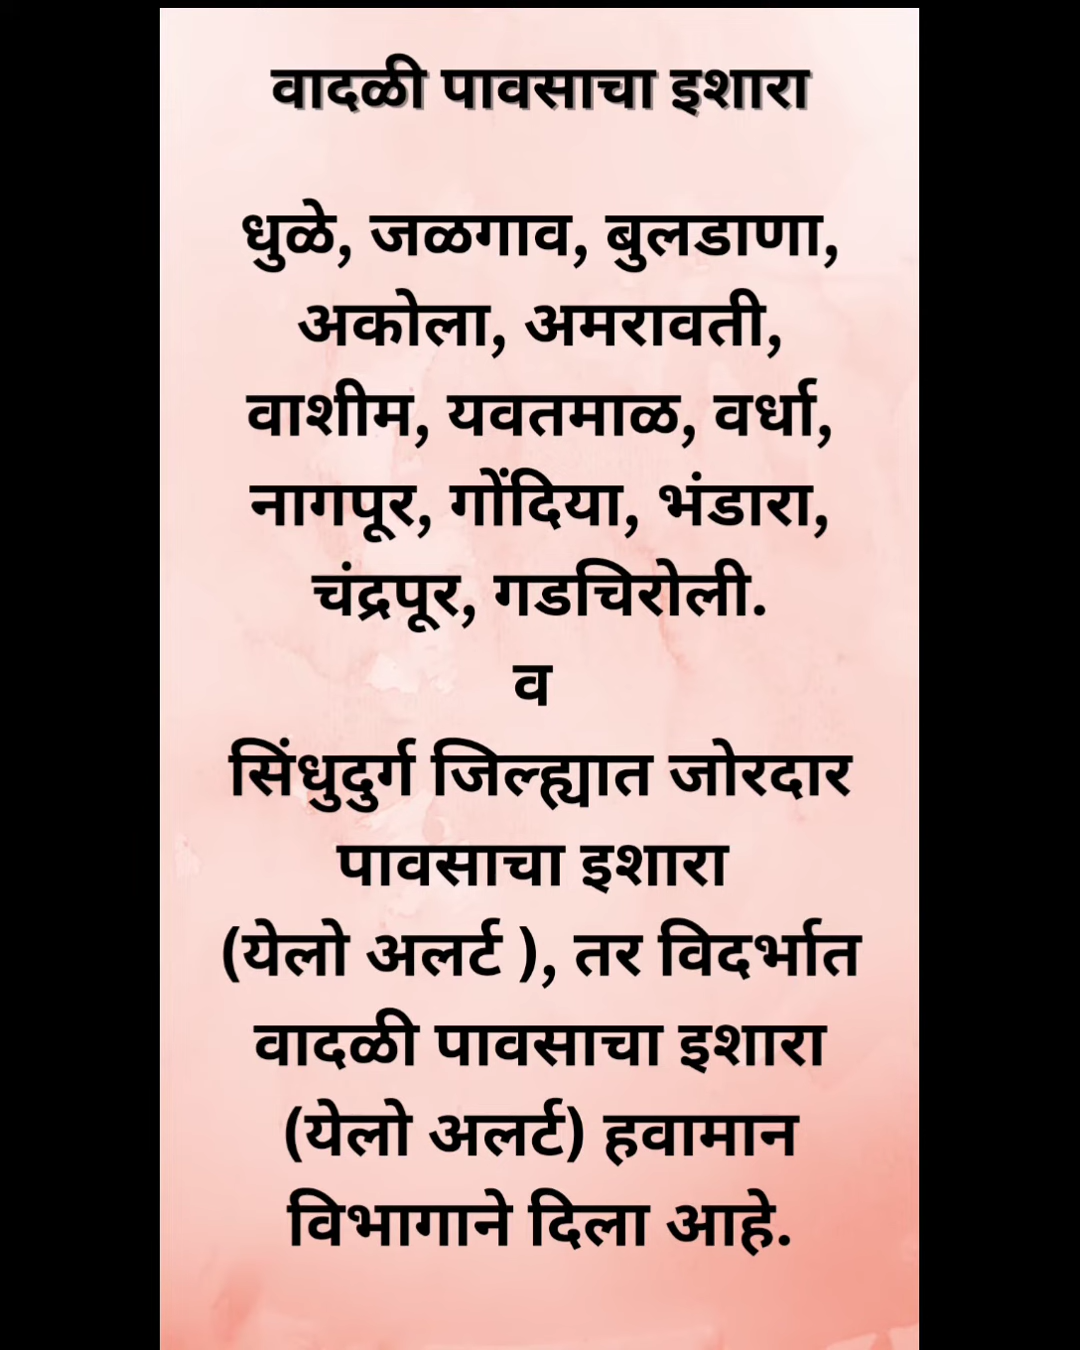 वादळी पावसाचा इशारा
धुळे, जळगाव, बुलडाणा,
अकोला, अमरावती,
वाशीम, यवतमाळ, वर्धा,
नागपूर, गोंदिया, भंडारा,
चंद्रपूर, गडचिरोली.
व
सिंधुदुर्ग जिल्ह्यात जोरदार
पावसाचा इशारा
(येलो अलर्ट ), तर विदर्भात
वादळी पावसाचा इशारा
(येलो अलर्ट) हवामान
विभागाने दिला आहे.